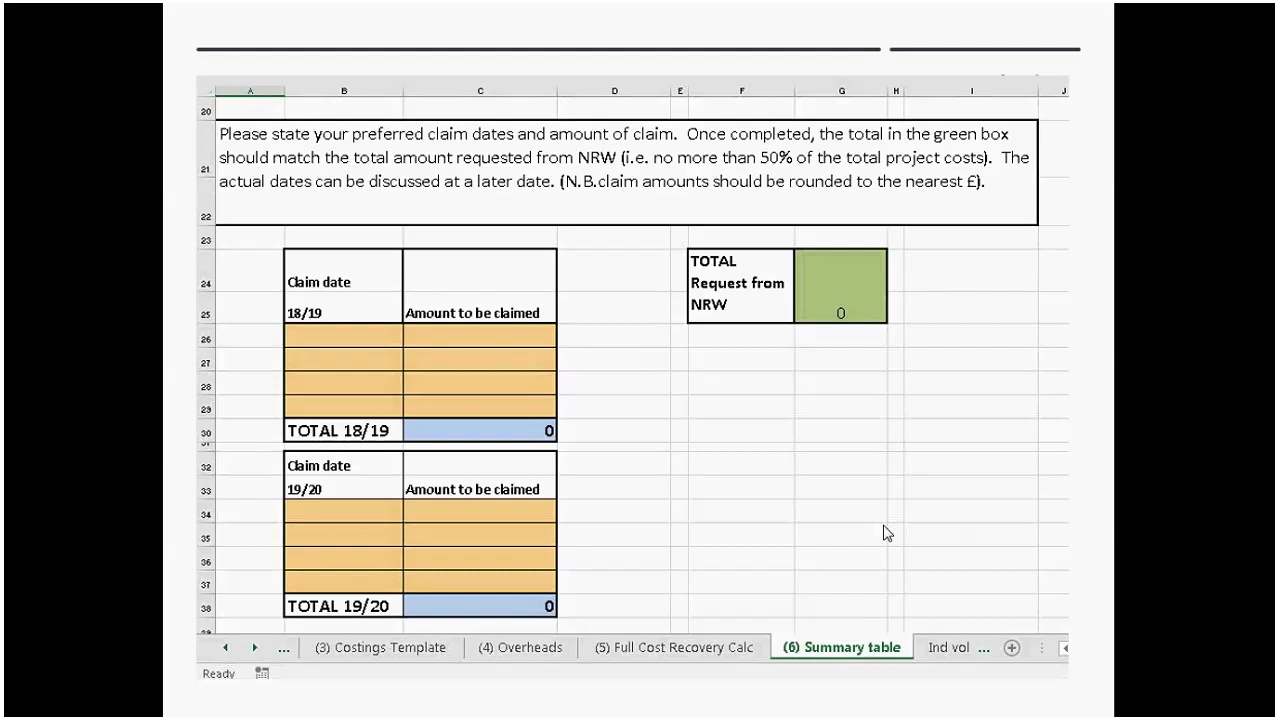 A B C D E F G H I J
20
Please state your preferred claim dates and amount of claim. Once completed, the total in the green box
should match the total amount requested from NRW (i.e. no more than 50% of the total project costs). The
21
actual dates can be discussed at a later date. (N.B.claim amounts should be rounded to the nearest £).
22
23
24 Claim date
25 18/19 Amount to be claimed
TOTAL
Request from
NRW
0
26
27
28
29
30 TOTAL 18/19 0
32 Claim date
33 19/20 Amount to be claimed
34
35
36
37
38 TOTAL 19/20 0
... (3) Costings Template (4) Overheads (5) Full Cost Recovery Calc (6) Summary table Ind vol ...
Ready